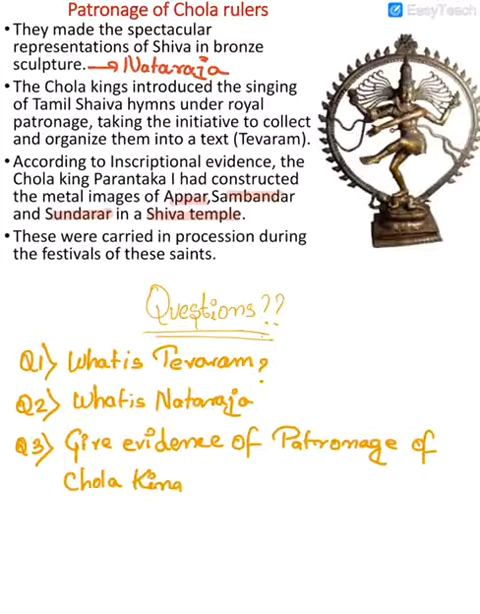 Patronage of Chola rulers
EasyTeach
• They made the spectacular
representations of Shiva in bronze
sculpture. → Nataraja
• The Chola kings introduced the singing
of Tamil Shaiva hymns under royal
patronage, taking the initiative to collect
and organize them into a text (Tevaram).
• According to Inscriptional evidence, the
Chola king Parantaka I had constructed
the metal images of Appar,Sambandar
and Sundarar in a Shiva temple.
• These were carried in procession during
the festivals of these saints.
Questions??
Q1) What is Tevaram?
Q2) What is Nataraja
Q3) Give evidence of Patronage of
Chola King